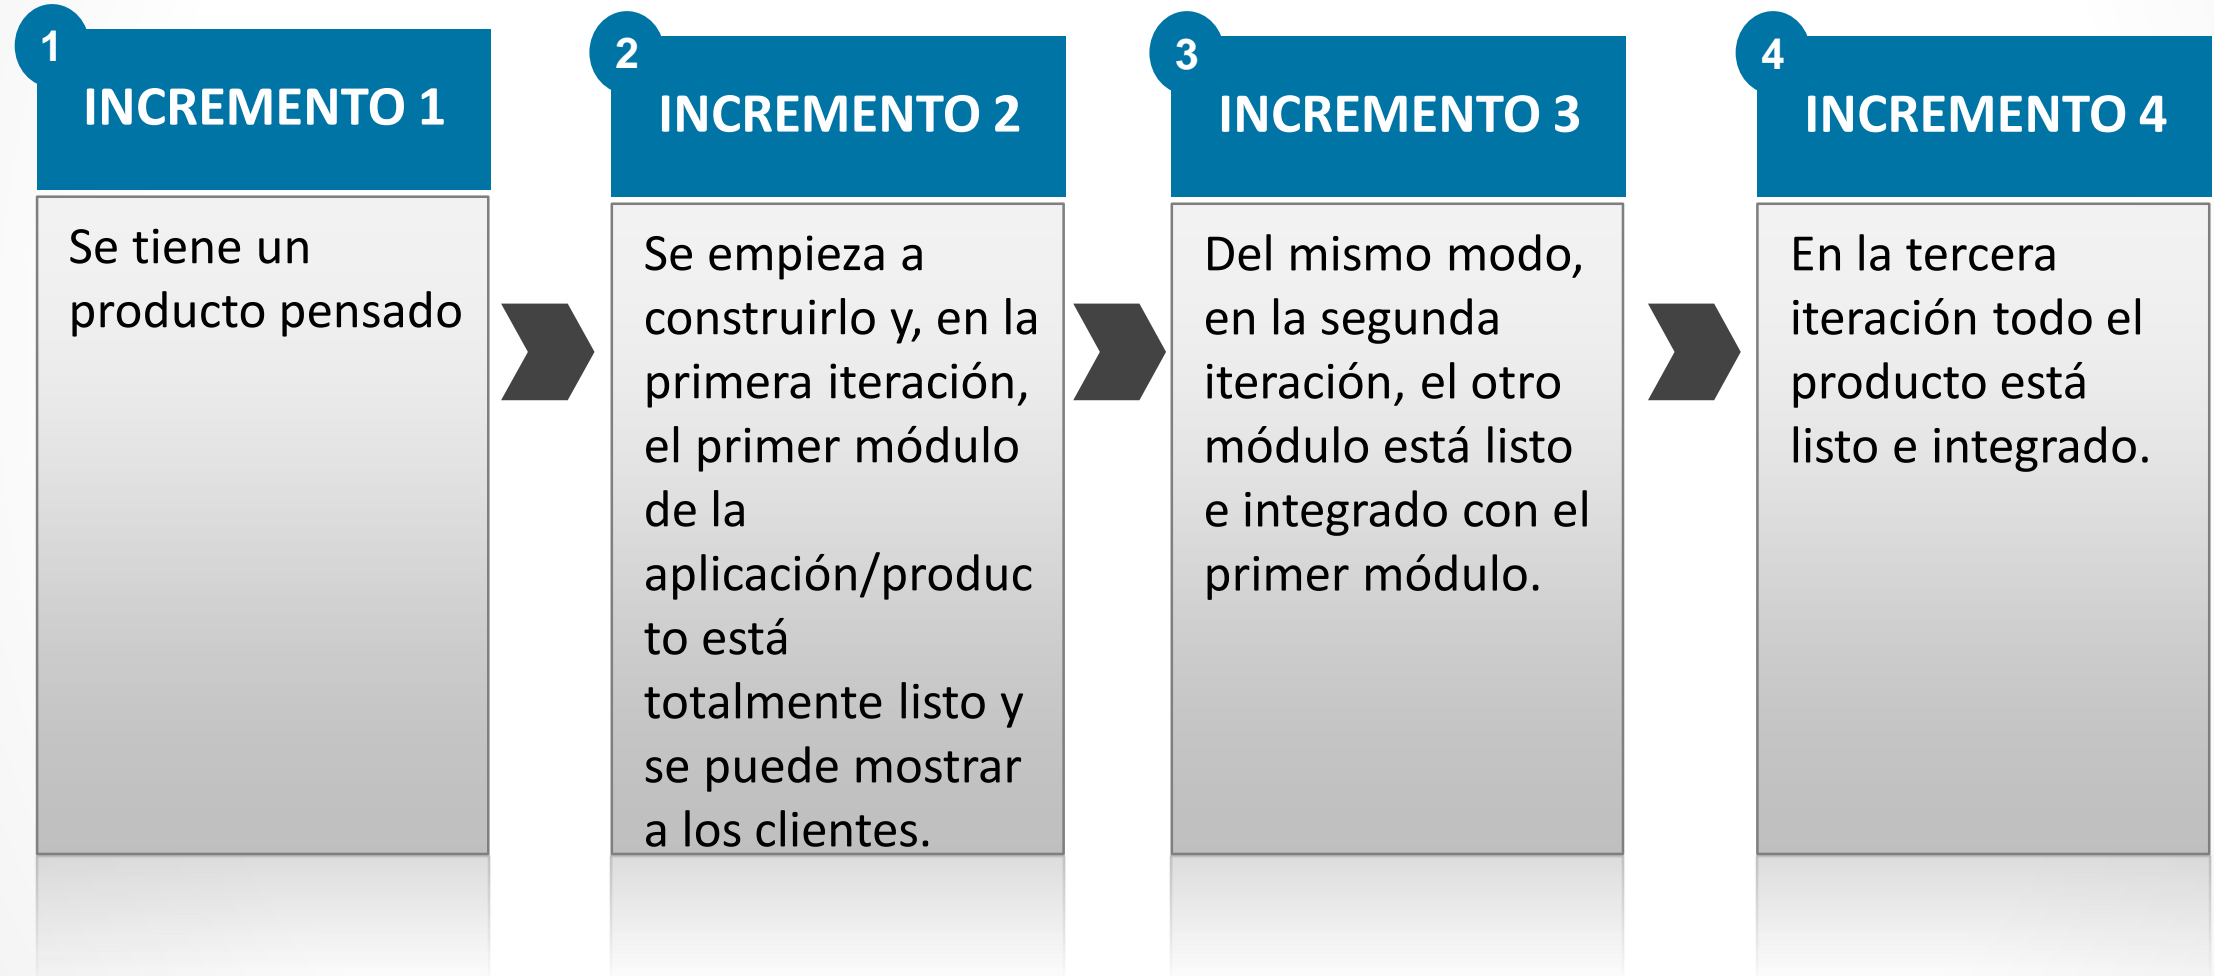 1
INCREMENTO 1
Se tiene un
producto pensado
2
INCREMENTO 2
Se empieza a
construirlo y, en la
primera iteración,
el primer módulo
de la
aplicación/produc
to está
totalmente listo y
se puede mostrar
a los clientes.
3
INCREMENTO 3
Del mismo modo,
en la segunda
iteración, el otro
módulo está listo
e integrado con el
primer módulo.
4
INCREMENTO 4
En la tercera
iteración todo el
producto está
listo e integrado.